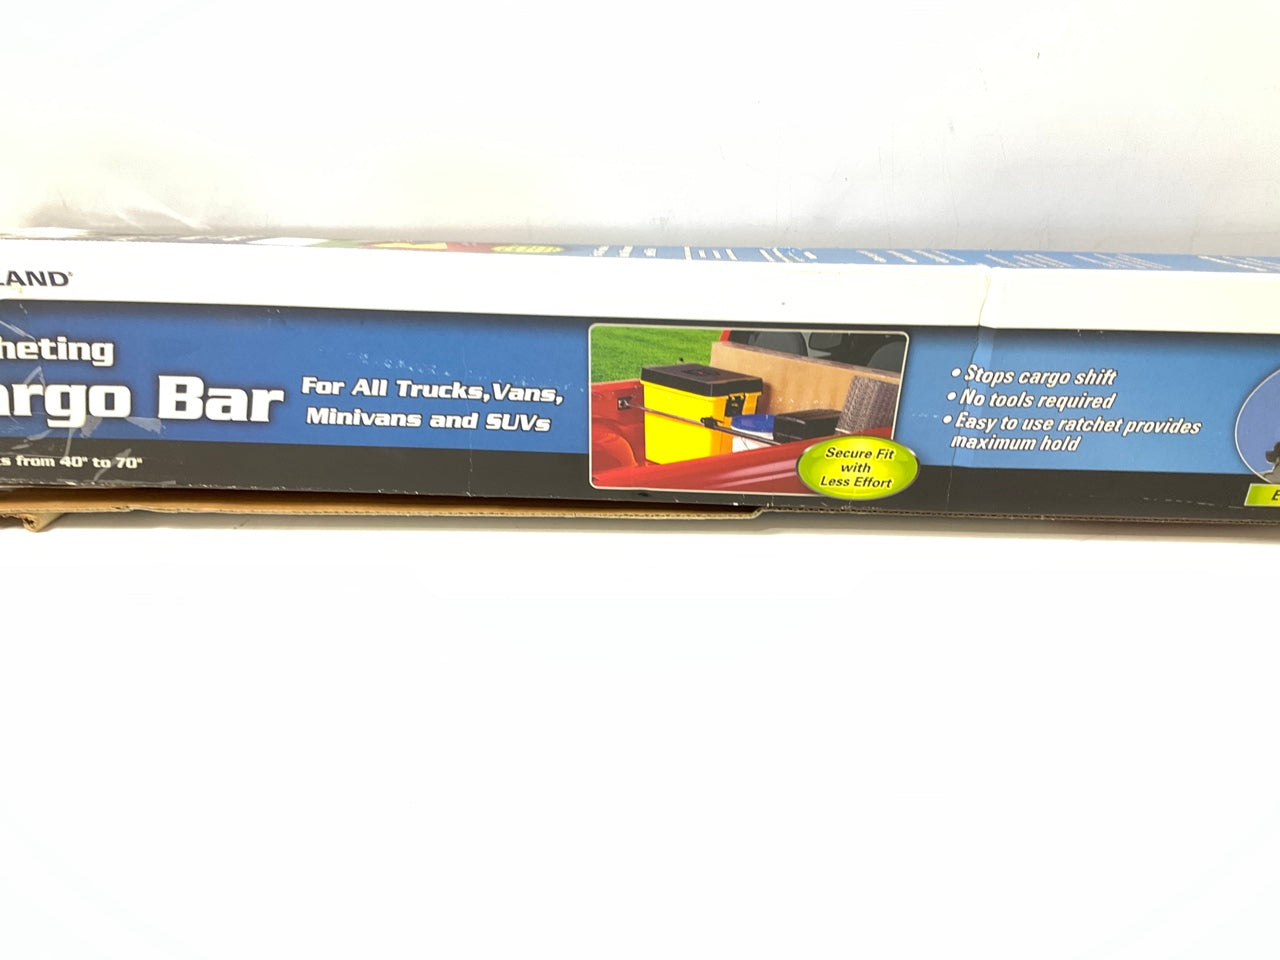 LAND
heting
argo Bar
For All Trucks, Vans,
Minivans and SUVs
s from 40" to 70"
Secure Fit
with
Less Effort
• Stops cargo shift
• No tools required
• Easy to use ratchet provides
maximum hold
E